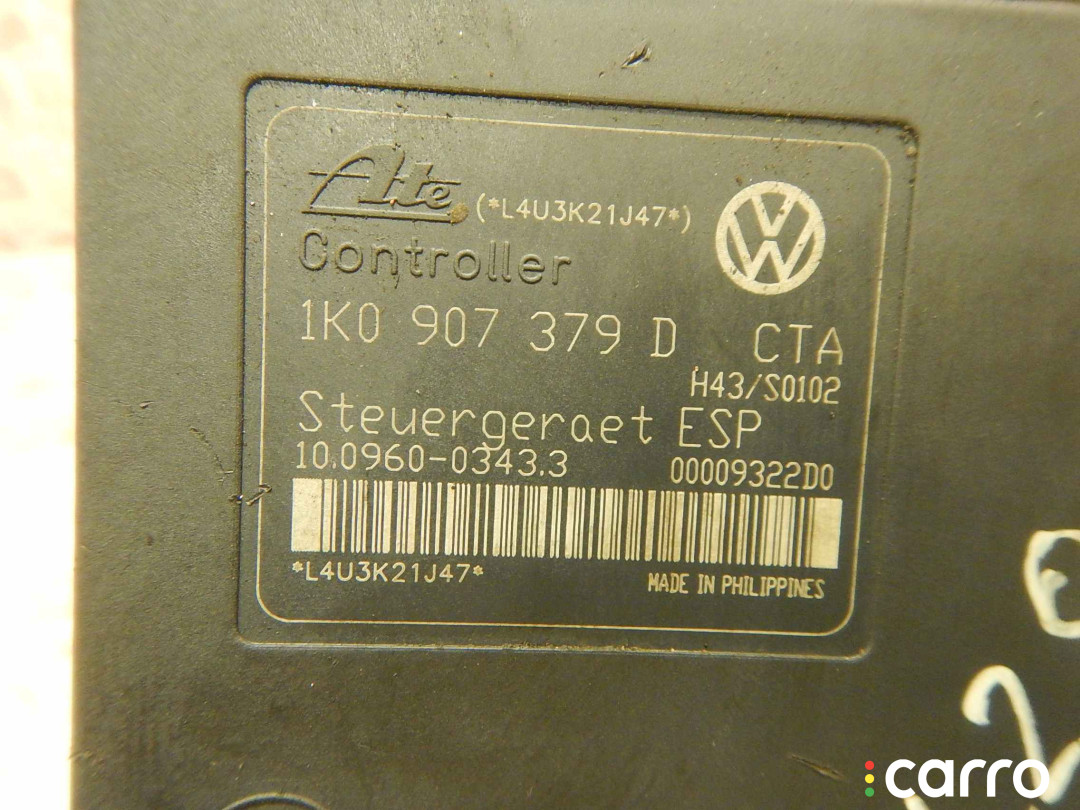 Ate (*L4U3K21J47*)
Controller
1K0 907 379 D CTA
H43/S0102
Steuergeraet ESP
10.0960-0343.3 00009322D0
*L4U3K21J47* MADE IN PHILIPPINES
carro